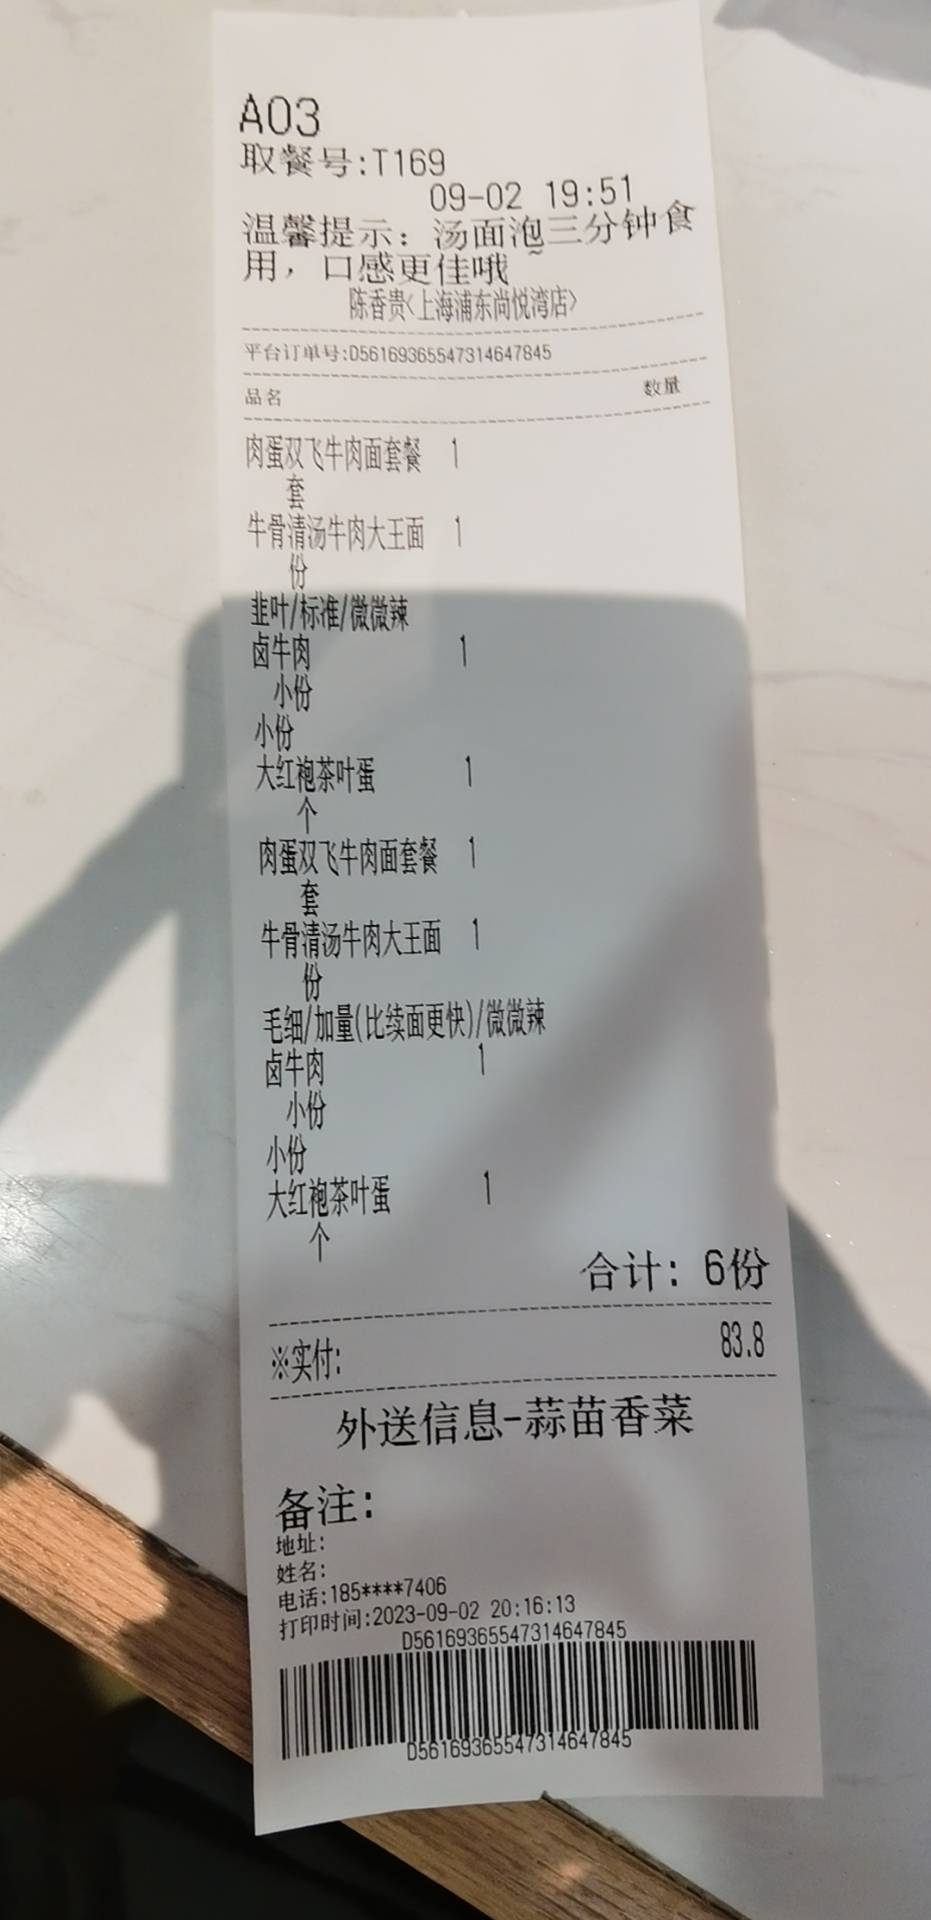 A03
取餐号:T169
09-02 19:51
温馨提示: 汤面泡三分钟食
用, 口感更佳哦~
陈香贵<上海浦东尚悦湾店>
平台订单号:D561693655547314647845
品名 数量
肉蛋双飞牛肉面套餐 1
套
牛骨清汤牛肉大王面 1
份
韭叶/标准/微微辣
卤牛肉 1
小份
小份
大红袍茶叶蛋 1
个
肉蛋双飞牛肉面套餐 1
套
牛骨清汤牛肉大王面 1
份
毛细/加量(比续面更快)/微微辣
卤牛肉 1
小份
小份
大红袍茶叶蛋 1
个
合计: 6份
※实付: 83.8
外送信息-蒜苗香菜
备注:
地址:
姓名:
电话:185****7406
打印时间:2023-09-02 20:16:13
D561693655547314647845
D561693655547314647845